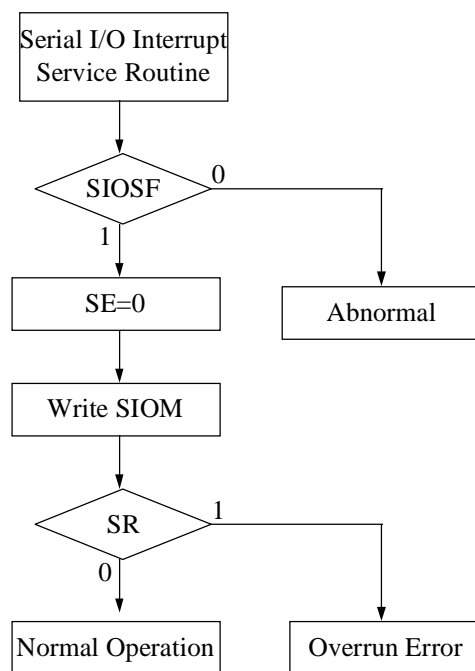 Serial I/O Interrupt
Service Routine
SIOSF
0
1
SE=0
Abnormal
Write SIOM
SR
1
0
Normal Operation
Overrun Error